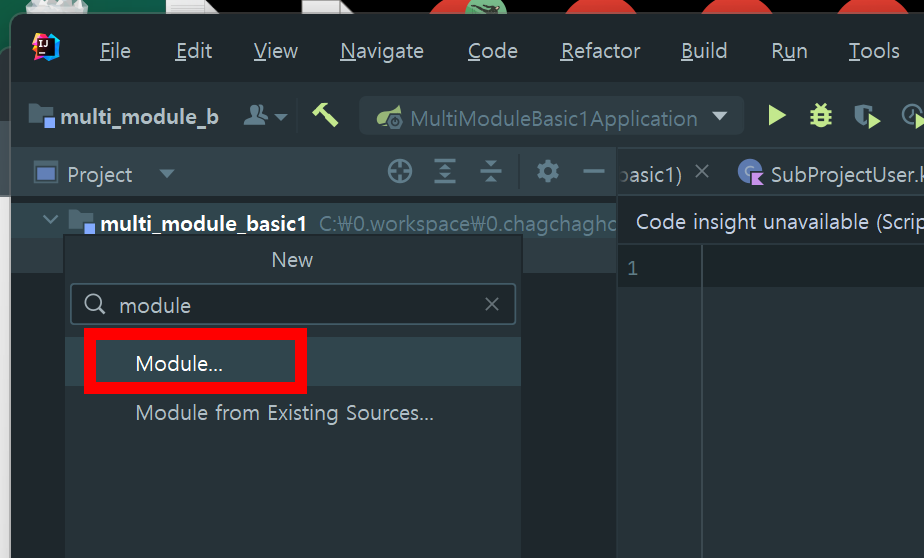 IJ
File Edit View Navigate Code Refactor Build Run Tools
multi_module_b MultiModuleBasic1Application
Project basic1) SubProjectUser.k
multi_module_basic1 C:₩0.workspace₩0.chagchagho
Code insight unavailable (Scrip
New
1
module
Module...
Module from Existing Sources...